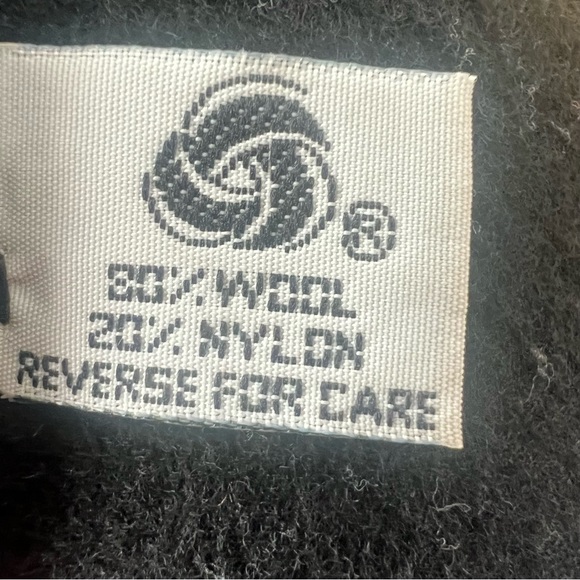 ®
80% WOOL
20% NYLON
REVERSE FOR CARE